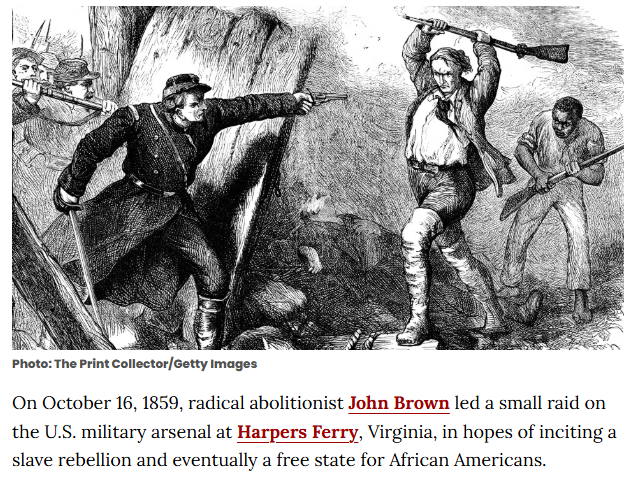 Photo: The Print Collector/Getty Images
On October 16, 1859, radical abolitionist John Brown led a small raid on
the U.S. military arsenal at Harpers Ferry, Virginia, in hopes of inciting a
slave rebellion and eventually a free state for African Americans.